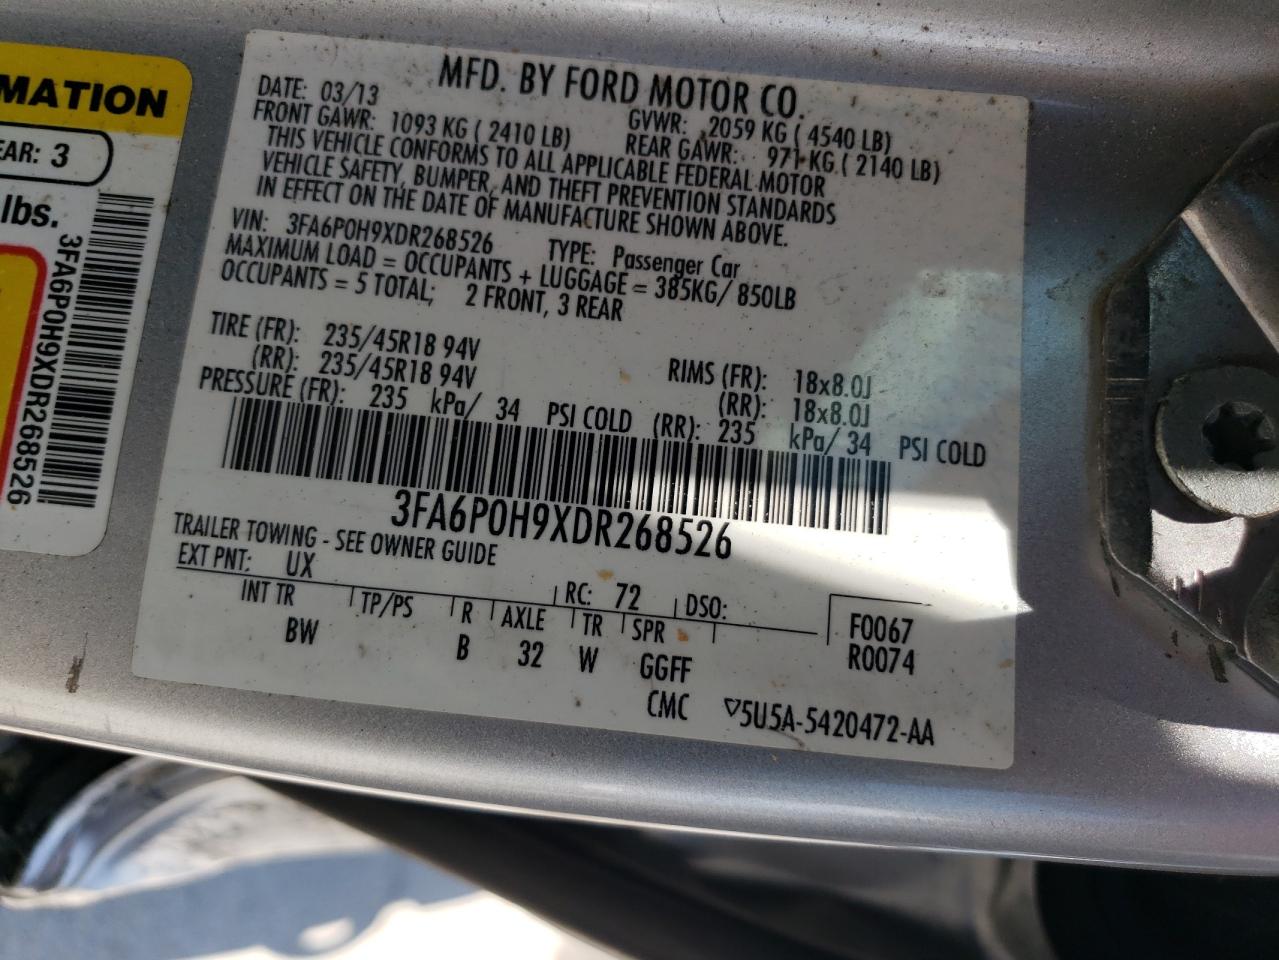 MATION
EAR: 3
lbs.
3FA6P0H9XDR268526
MFD. BY FORD MOTOR CO.
DATE: 03/13
GVWR: 2059 KG ( 4540 LB)
FRONT GAWR: 1093 KG ( 2410 LB)
REAR GAWR: 971 KG ( 2140 LB)
THIS VEHICLE CONFORMS TO ALL APPLICABLE FEDERAL MOTOR
VEHICLE SAFETY, BUMPER, AND THEFT PREVENTION STANDARDS
IN EFFECT ON THE DATE OF MANUFACTURE SHOWN ABOVE.
VIN: 3FA6P0H9XDR268526 TYPE: Passenger Car
MAXIMUM LOAD = OCCUPANTS + LUGGAGE = 385KG/ 850LB
OCCUPANTS = 5 TOTAL; 2 FRONT, 3 REAR
TIRE (FR): 235/45R18 94V RIMS (FR): 18x8.0J
(RR): 235/45R18 94V (RR): 18x8.0J
PRESSURE (FR): 235 kPa/ 34 PSI COLD (RR): 235 kPa/ 34 PSI COLD
3FA6P0H9XDR268526
TRAILER TOWING - SEE OWNER GUIDE
EXT PNT: UX RC: 72 DSO: F0067
INT TR TP/PS R AXLE TR SPR R0074
BW B 32 W GGFF
CMC ▽5U5A-5420472-AA